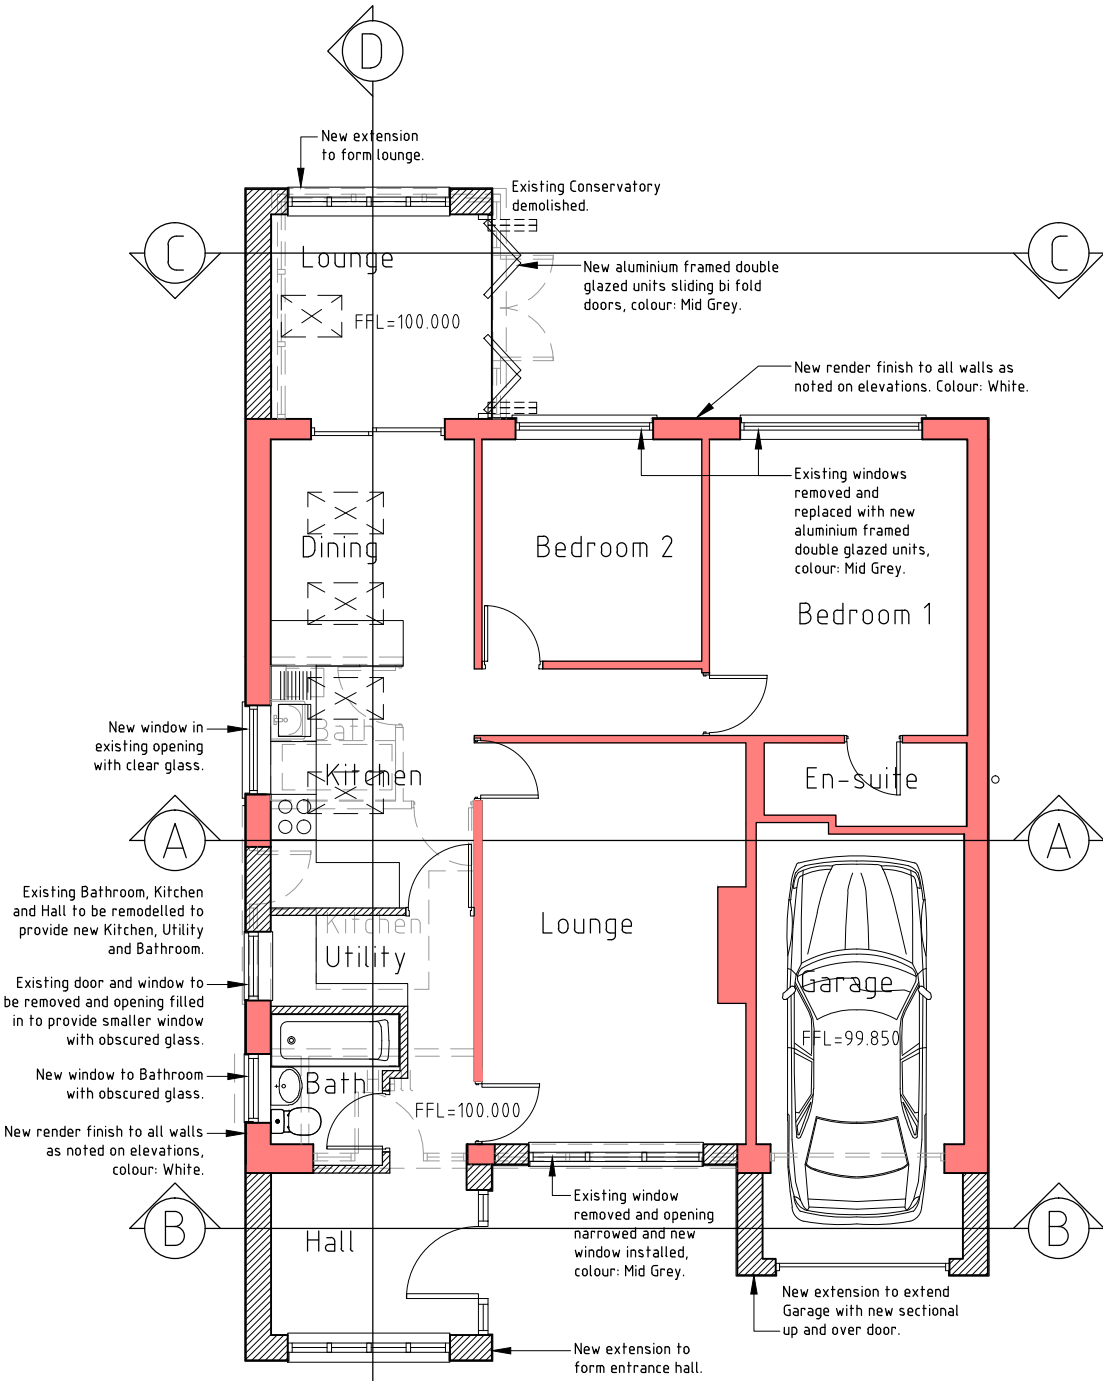 D
New extension
to form lounge.
Existing Conservatory
demolished.
C
Lounge
C
New aluminium framed double
glazed units sliding bi fold
doors, colour: Mid Grey.
FFL=100.000
New render finish to all walls as
noted on elevations. Colour: White.
Existing windows
removed and
replaced with new
aluminium framed
double glazed units,
colour: Mid Grey.
Dining
Bedroom 2
Bedroom 1
New window in
existing opening
with clear glass.
Bath
Kitchen
En-suite
A
A
Existing Bathroom, Kitchen
and Hall to be remodelled to
provide new Kitchen, Utility
and Bathroom.
Kitchen
Utility
Lounge
Garage
FFL=99.850
Existing door and window to
be removed and opening filled
in to provide smaller window
with obscured glass.
New window to Bathroom
with obscured glass.
Bath
Hall
FFL=100.000
New render finish to all walls
as noted on elevations,
colour: White.
B
Hall
Existing window
removed and opening
narrowed and new
window installed,
colour: Mid Grey.
B
New extension to extend
Garage with new sectional
up and over door.
New extension to
form entrance hall.